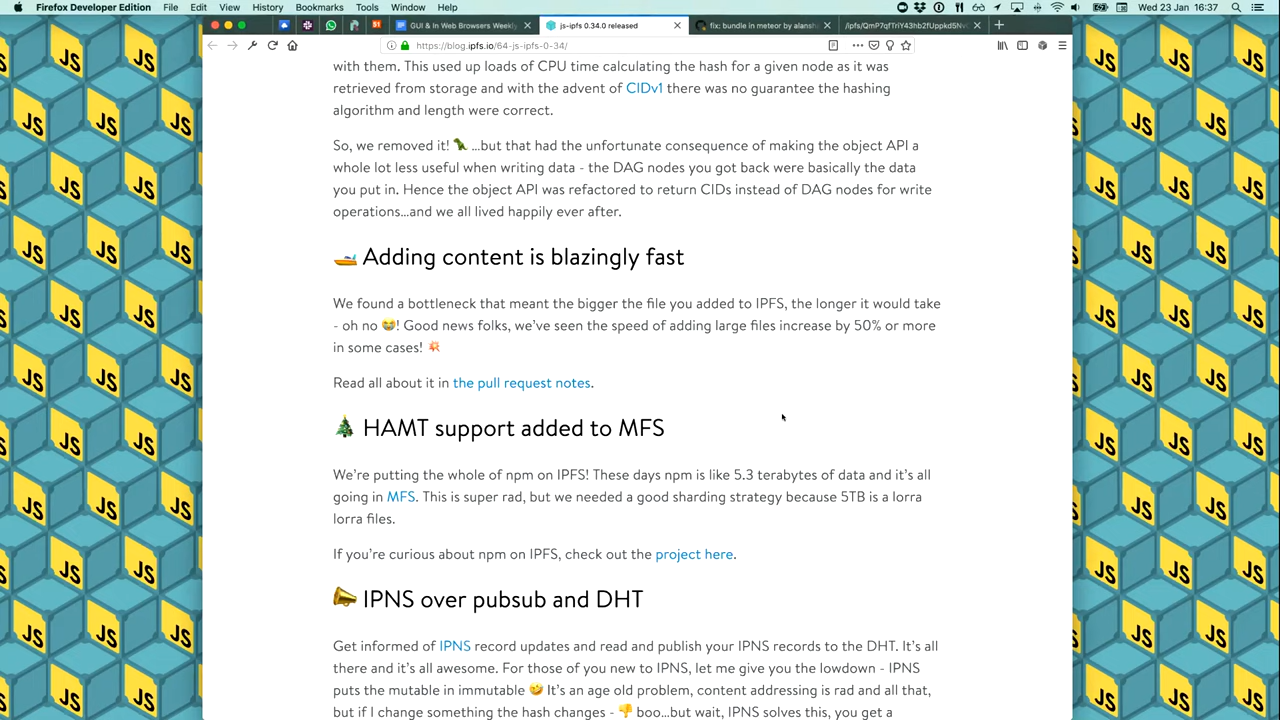 Firefox Developer Edition File Edit View History Bookmarks Tools Window Help Wed 23 Jan 16:37
GUI & In Web Browsers Weekly
js-ipfs 0.34.0 released
fix: bundle in meteor by alansh
https://blog.ipfs.io/64-js-ipfs-0-34/
with them. This used up loads of CPU time calculating the hash for a given node as it was
retrieved from storage and with the advent of CIDv1 there was no guarantee the hashing
algorithm and length were correct.
So, we removed it! 🦖 …but that had the unfortunate consequence of making the object API a
whole lot less useful when writing data - the DAG nodes you got back were basically the data
you put in. Hence the object API was refactored to return CIDs instead of DAG nodes for write
operations…and we all lived happily ever after.
🚤 Adding content is blazingly fast
We found a bottleneck that meant the bigger the file you added to IPFS, the longer it would take
- oh no 😭! Good news folks, we've seen the speed of adding large files increase by 50% or more
in some cases! 💥
Read all about it in the pull request notes.
🎄 HAMT support added to MFS
We're putting the whole of npm on IPFS! These days npm is like 5.3 terabytes of data and it's all
going in MFS. This is super rad, but we needed a good sharding strategy because 5TB is a lorra
lorra files.
If you're curious about npm on IPFS, check out the project here.
📣 IPNS over pubsub and DHT
Get informed of IPNS record updates and read and publish your IPNS records to the DHT. It's all
there and it's all awesome. For those of you new to IPNS, let me give you the lowdown - IPNS
puts the mutable in immutable 🤣 It's an age old problem, content addressing is rad and all that,
but if I change something the hash changes - 👎 boo…but wait, IPNS solves this, you get a